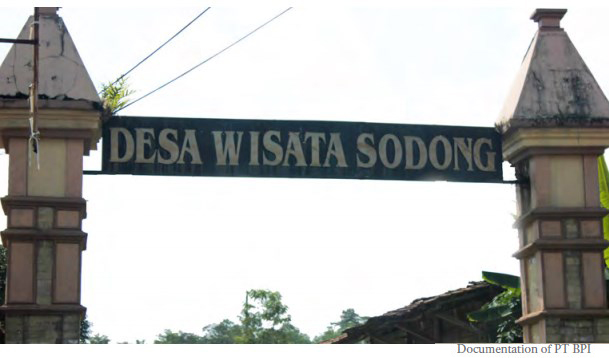 DESA WISATA SODONG
Documentation of PT BPI